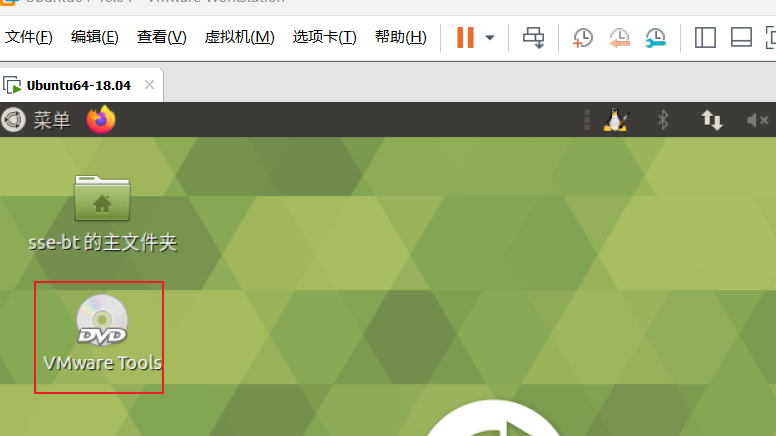 文件(F) 编辑(E) 查看(V) 虚拟机(M) 选项卡(T) 帮助(H)
Ubuntu64-18.04
菜单
sse-bt 的主文件夹
DVD
VMware Tools